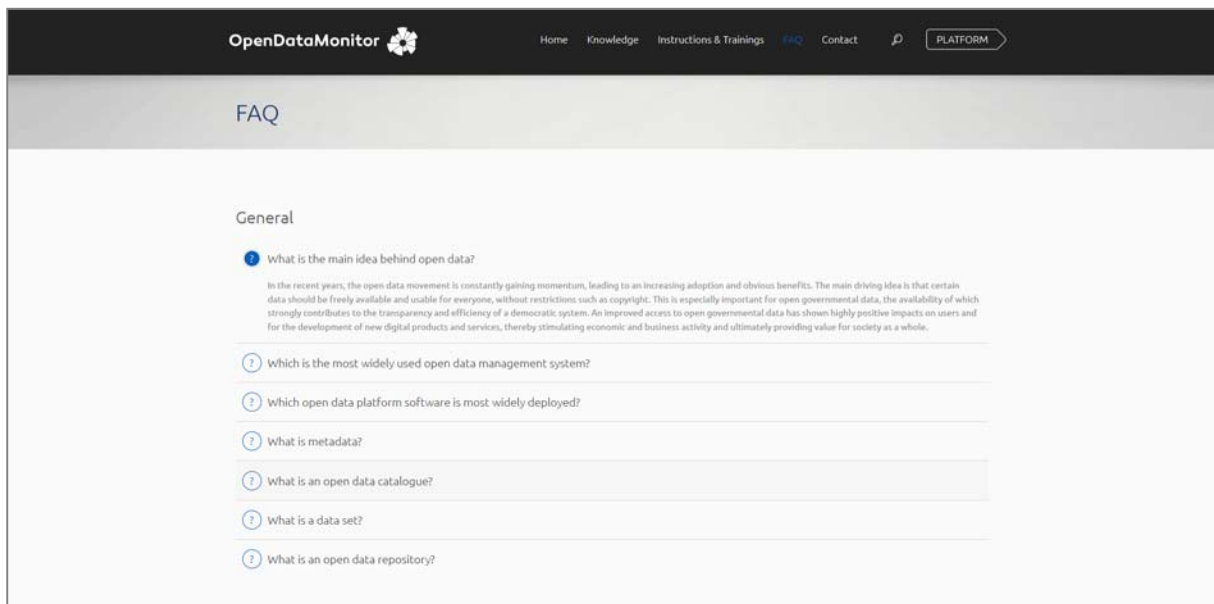 OpenDataMonitor
Home Knowledge Instructions & Trainings FAQ Contact PLATFORM
FAQ
General
? What is the main idea behind open data?
In the recent years, the open data movement is constantly gaining momentum, leading to an increasing adoption and obvious benefits. The main driving idea is that certain
data should be freely available and usable for everyone, without restrictions such as copyright. This is especially important for open governmental data, the availability of which
strongly contributes to the transparency and efficiency of a democratic system. An improved access to open governmental data has shown highly positive impacts on users and
for the development of new digital products and services, thereby stimulating economic and business activity and ultimately providing value for society as a whole.
? Which is the most widely used open data management system?
? Which open data platform software is most widely deployed?
? What is metadata?
? What is an open data catalogue?
? What is a data set?
? What is an open data repository?